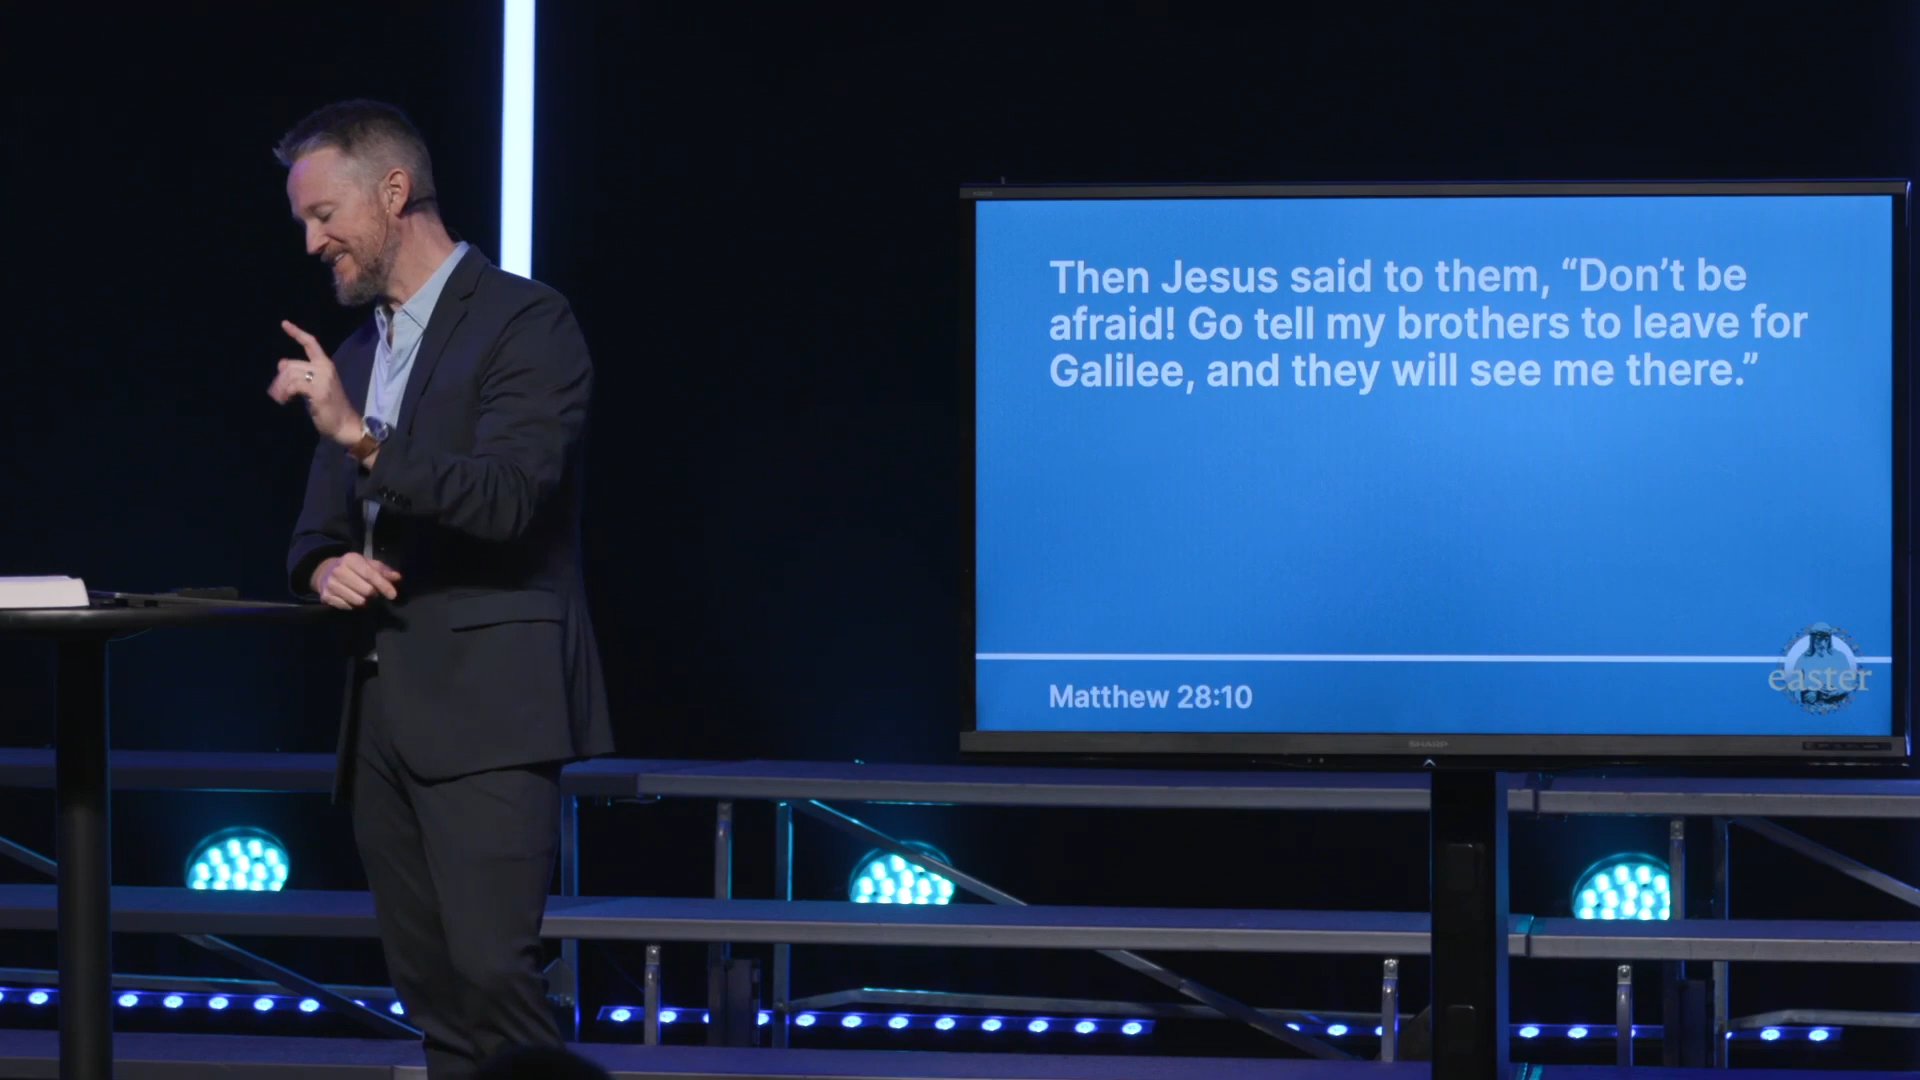 Then Jesus said to them, “Don’t be
afraid! Go tell my brothers to leave for
Galilee, and they will see me there.”
easter
Matthew 28:10
SHARP